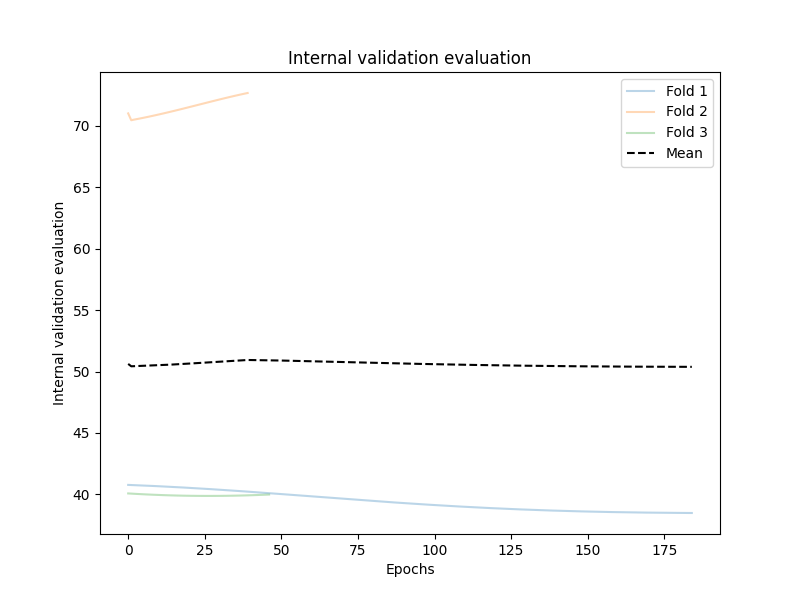 Internal validation evaluation
Fold 1
Fold 2
Fold 3
Mean
Internal validation evaluation
70
65
60
55
50
45
40
0 25 50 75 100 125 150 175
Epochs